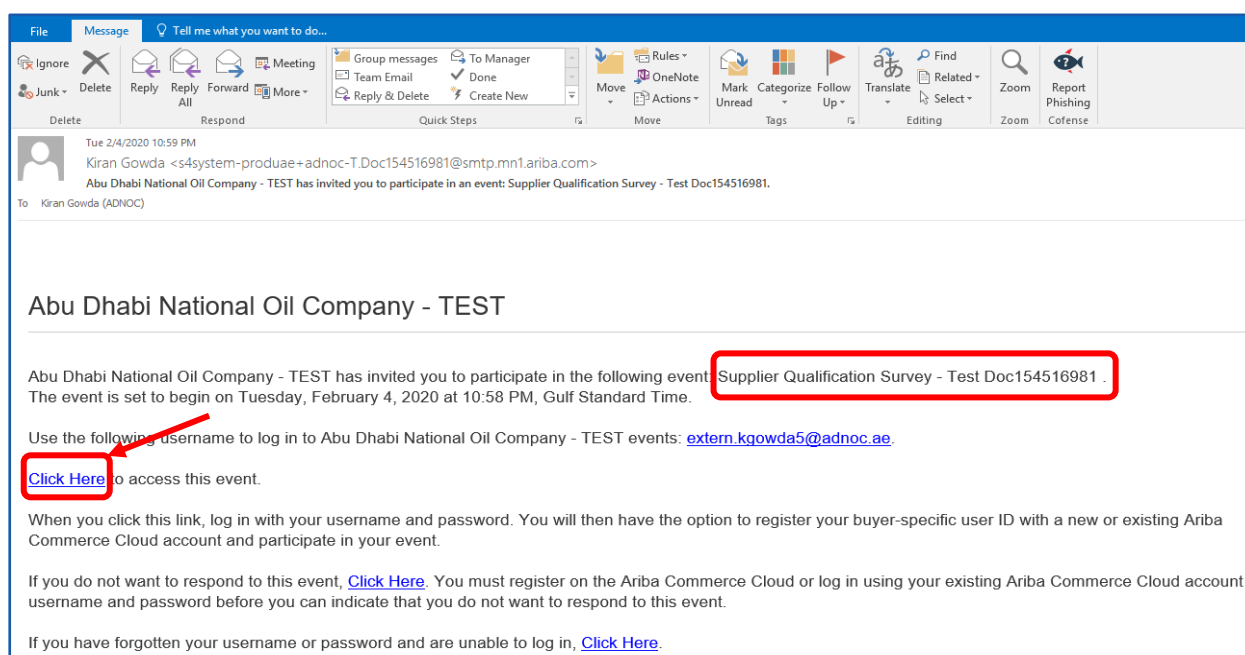 File Message Tell me what you want to do...
Ignore
Junk
Delete
Reply
Reply All
Forward
Meeting
More
Group messages To Manager
Team Email Done
Reply & Delete Create New
Move
Rules
OneNote
Actions
Mark Unread
Categorize
Follow Up
Translate
Find
Related
Select
Zoom
Report Phishing
Delete Respond Quick Steps Move Tags Editing Zoom Cofense
Tue 2/4/2020 10:59 PM
Kiran Gowda <s4system-produae+adnoc-T.Doc154516981@smtp.mn1.ariba.com>
Abu Dhabi National Oil Company - TEST has invited you to participate in an event: Supplier Qualification Survey - Test Doc154516981.
To Kiran Gowda (ADNOC)
Abu Dhabi National Oil Company - TEST
Abu Dhabi National Oil Company - TEST has invited you to participate in the following event: Supplier Qualification Survey - Test Doc154516981 .
The event is set to begin on Tuesday, February 4, 2020 at 10:58 PM, Gulf Standard Time.
Use the following username to log in to Abu Dhabi National Oil Company - TEST events: extern.kgowda5@adnoc.ae.
Click Here to access this event.
When you click this link, log in with your username and password. You will then have the option to register your buyer-specific user ID with a new or existing Ariba
Commerce Cloud account and participate in your event.
If you do not want to respond to this event, Click Here. You must register on the Ariba Commerce Cloud or log in using your existing Ariba Commerce Cloud account
username and password before you can indicate that you do not want to respond to this event.
If you have forgotten your username or password and are unable to log in, Click Here.